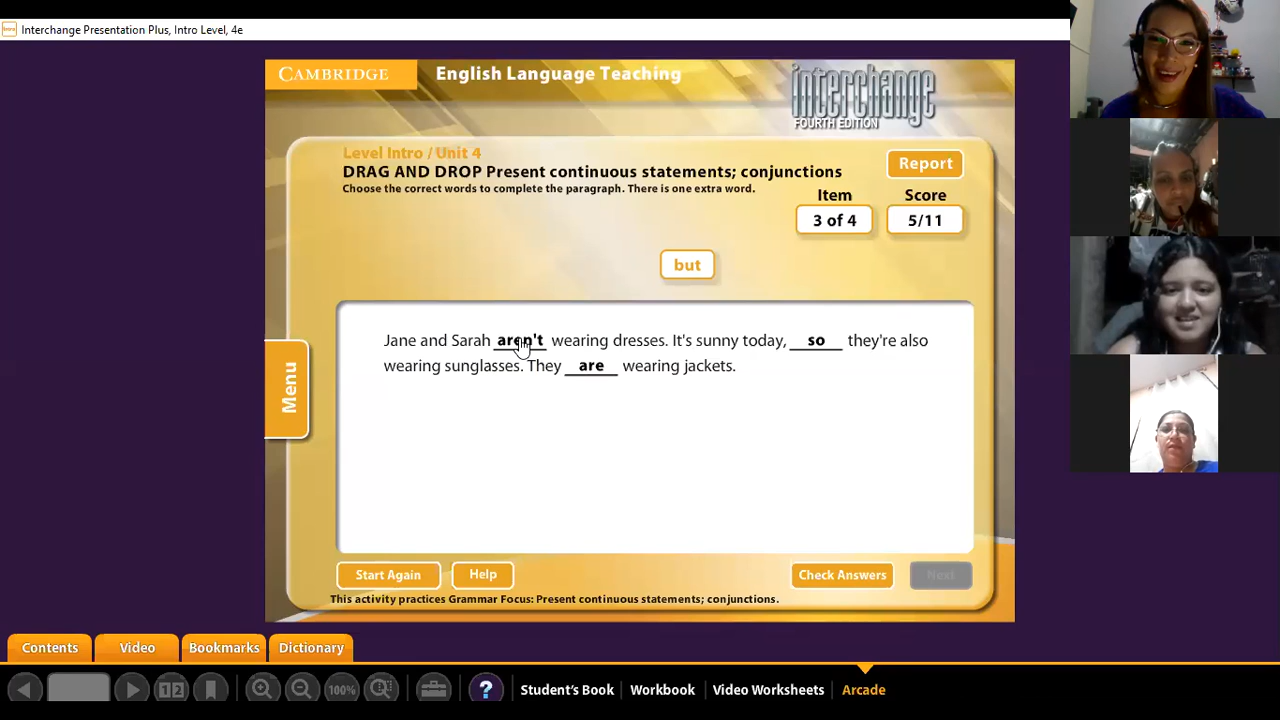 Interchange Presentation Plus, Intro Level, 4e
CAMBRIDGE English Language Teaching
interchange
FOURTH EDITION
Level Intro / Unit 4
DRAG AND DROP Present continuous statements; conjunctions
Choose the correct words to complete the paragraph. There is one extra word.
Report
Item Score
3 of 4 5/11
but
Jane and Sarah aren't wearing dresses. It's sunny today, so they're also
wearing sunglasses. They are wearing jackets.
Menu
Start Again Help Check Answers Next
This activity practices Grammar Focus: Present continuous statements; conjunctions.
Contents Video Bookmarks Dictionary
12 100% ? Student's Book Workbook Video Worksheets Arcade